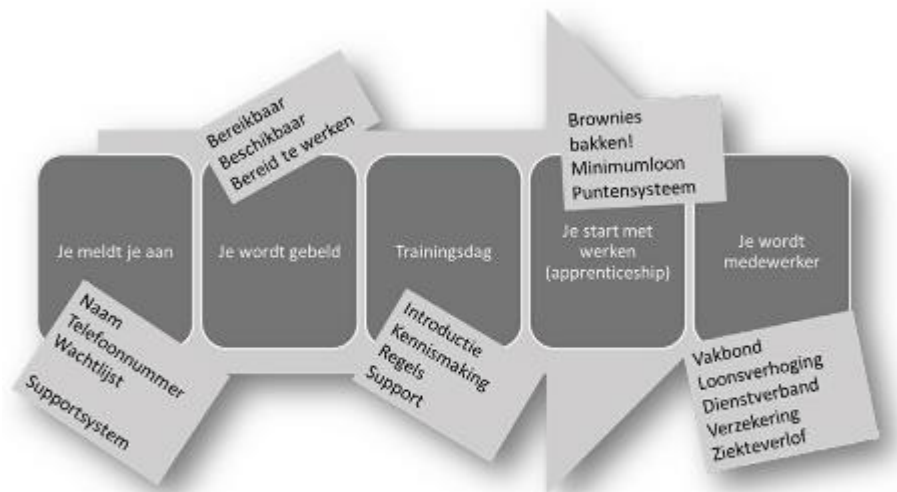 Bereikbaar
Beschikbaar
Bereid te werken
Brownies
bakken!
Minimumloon
Puntensysteem
Je meldt je aan
Je wordt gebeld
Trainingsdag
Je start met
werken
(apprenticeship)
Je wordt
medewerker
Naam
Telefoonnummer
Wachtlijst
Supportsystem
Introductie
Kennismaking
Regels
Support
Vakbond
Loonsverhoging
Dienstverband
Verzekering
Ziekteverlof